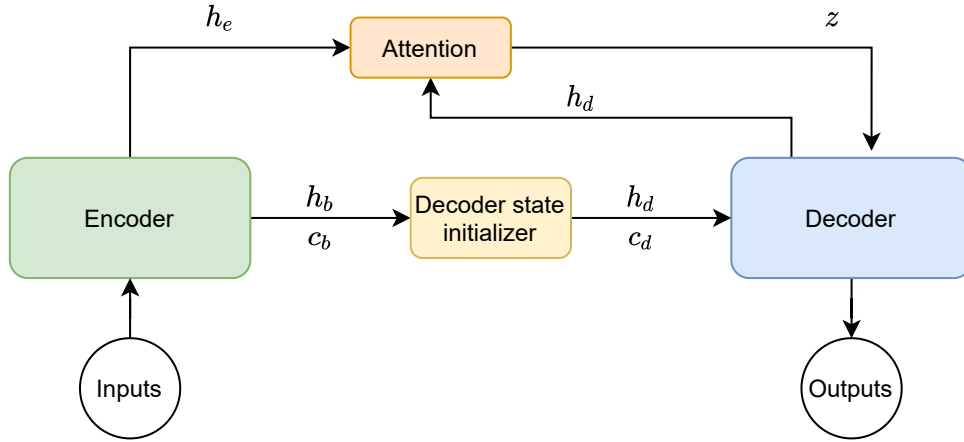 h_e
Attention
z
h_d
Encoder
h_b
c_b
Decoder state
initializer
h_d
c_d
Decoder
Inputs
Outputs